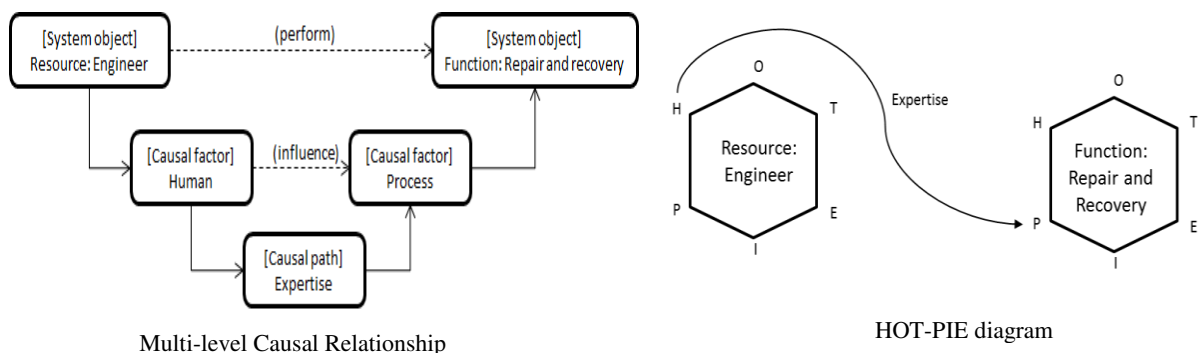 [System object]
Resource: Engineer
(perform)
[System object]
Function: Repair and recovery
[Causal factor]
Human
(influence)
[Causal factor]
Process
[Causal path]
Expertise
Multi-level Causal Relationship
O
H
T
Resource:
Engineer
P
E
I
Expertise
O
H
T
Function:
Repair and
Recovery
P
E
I
HOT-PIE diagram